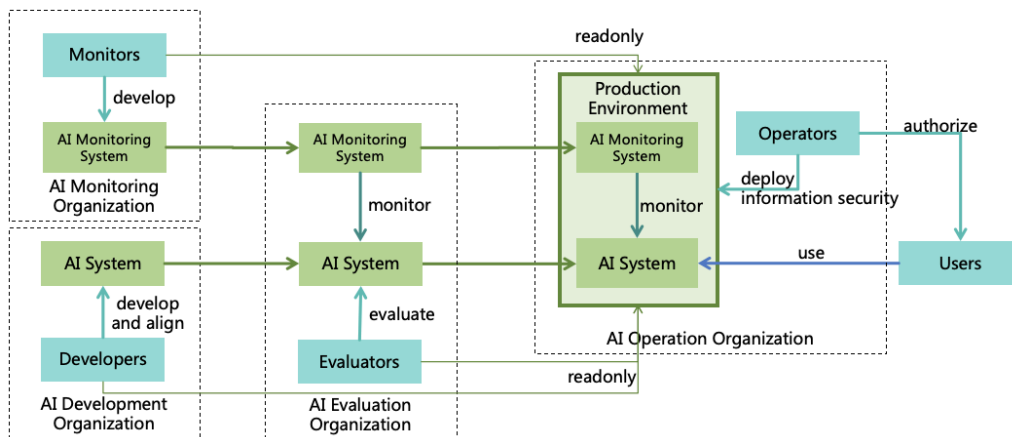 Monitors
develop
AI Monitoring
System
AI Monitoring
Organization
AI System
develop
and align
Developers
AI Development
Organization
AI Monitoring
System
monitor
AI System
evaluate
Evaluators
AI Evaluation
Organization
readonly
Production
Environment
AI Monitoring
System
monitor
AI System
Operators
deploy
information security
AI Operation Organization
readonly
authorize
use
Users